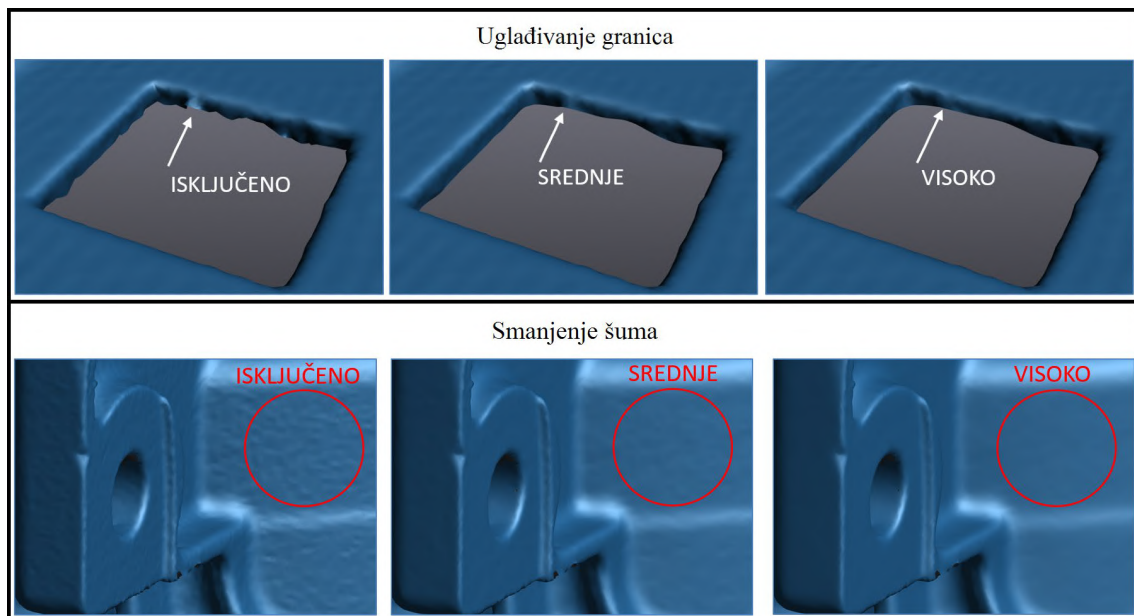 Uglađivanje granica
ISKLJUČENO
SREDNJE
VISOKO
Smanjenje šuma
ISKLJUČENO
SREDNJE
VISOKO